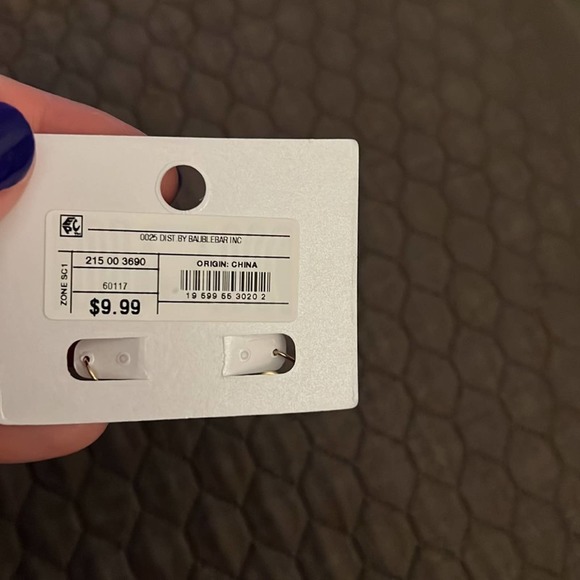 0025 DIST.BY BAUBLEBAR INC
ZONE SC1
215 00 3690
60117
$9.99
ORIGIN: CHINA
19 599 55 3020 2